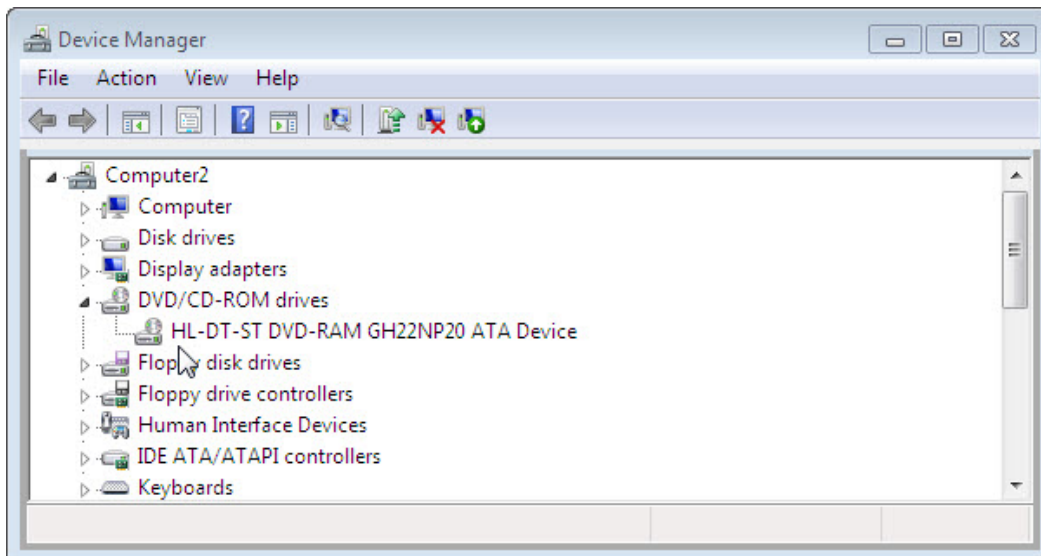 Device Manager
File Action View Help
Computer2
Computer
Disk drives
Display adapters
DVD/CD-ROM drives
HL-DT-ST DVD-RAM GH22NP20 ATA Device
Floppy disk drives
Floppy drive controllers
Human Interface Devices
IDE ATA/ATAPI controllers
Keyboards